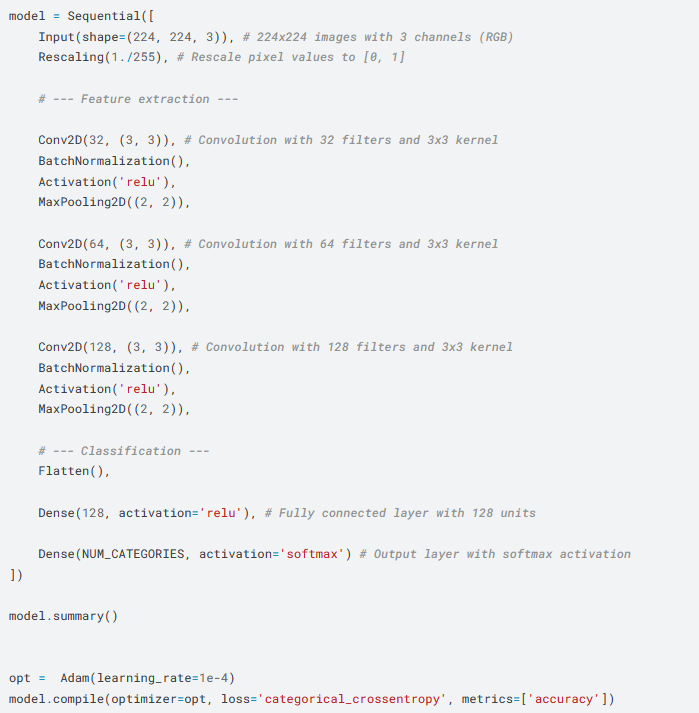 model = Sequential([
    Input(shape=(224, 224, 3)), # 224x224 images with 3 channels (RGB)
    Rescaling(1./255), # Rescale pixel values to [0, 1]

    # --- Feature extraction ---

    Conv2D(32, (3, 3)), # Convolution with 32 filters and 3x3 kernel
    BatchNormalization(),
    Activation('relu'),
    MaxPooling2D((2, 2)),

    Conv2D(64, (3, 3)), # Convolution with 64 filters and 3x3 kernel
    BatchNormalization(),
    Activation('relu'),
    MaxPooling2D((2, 2)),

    Conv2D(128, (3, 3)), # Convolution with 128 filters and 3x3 kernel
    BatchNormalization(),
    Activation('relu'),
    MaxPooling2D((2, 2)),

    # --- Classification ---
    Flatten(),

    Dense(128, activation='relu'), # Fully connected layer with 128 units

    Dense(NUM_CATEGORIES, activation='softmax') # Output layer with softmax activation
])

model.summary()


opt =  Adam(learning_rate=1e-4)
model.compile(optimizer=opt, loss='categorical_crossentropy', metrics=['accuracy'])